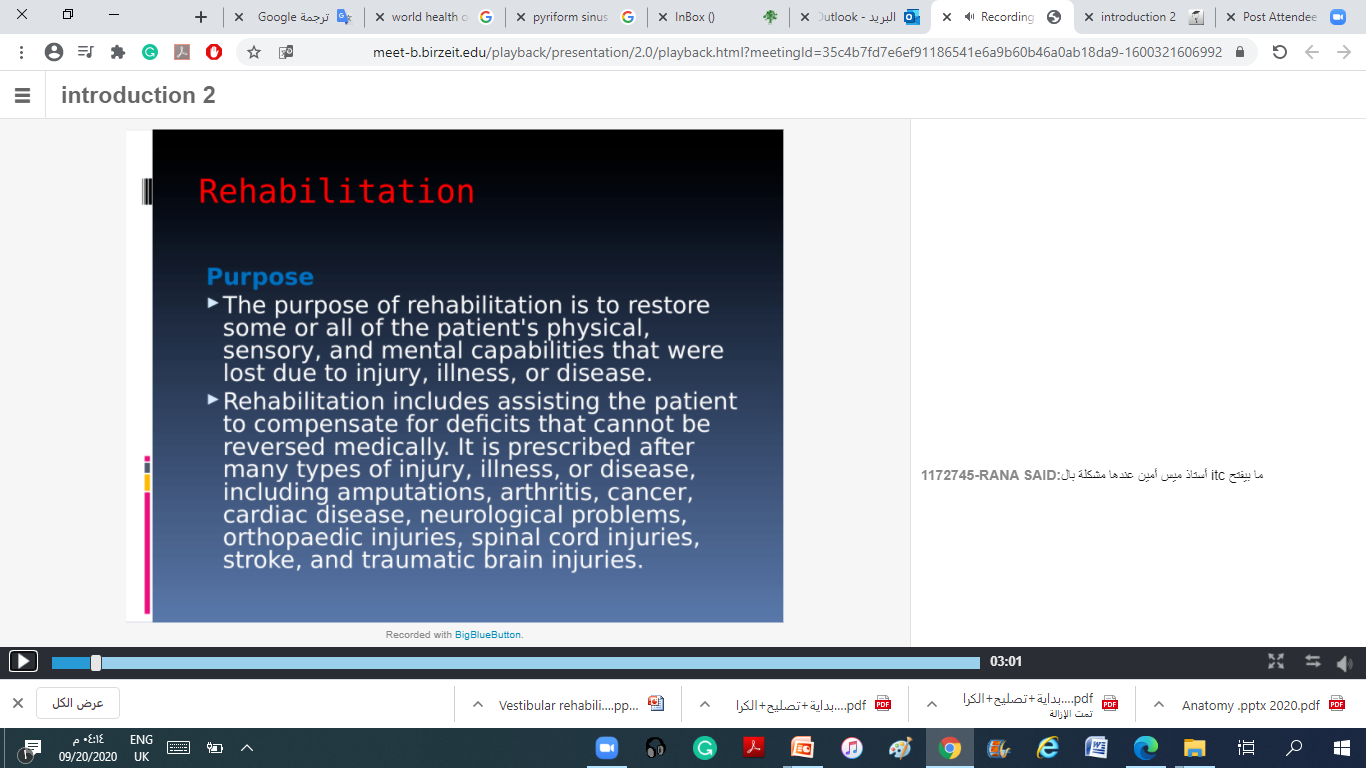 ترجمة Google
world health o
pyriform sinus
InBox ()
البريد - Outlook
Recording
introduction 2
Post Attendee
meet-b.birzeit.edu/playback/presentation/2.0/playback.html?meetingId=35c4b7fd7e6ef91186541e6a9b60b46a0ab18da9-1600321606992
introduction 2
Rehabilitation
Purpose
The purpose of rehabilitation is to restore
some or all of the patient's physical,
sensory, and mental capabilities that were
lost due to injury, illness, or disease.
Rehabilitation includes assisting the patient
to compensate for deficits that cannot be
reversed medically. It is prescribed after
many types of injury, illness, or disease,
including amputations, arthritis, cancer,
cardiac disease, neurological problems,
orthopaedic injuries, spinal cord injuries,
stroke, and traumatic brain injuries.
1172745-RANA SAID: أستاذ ميس أمين عندها مشكلة بال itc ما بيفتح
Recorded with BigBlueButton.
03:01
عرض الكل
Vestibular rehabili....pp...
بداية+تصليح+الكرا....pdf
بداية+تصليح+الكرا....pdf
تمت الإزالة
Anatomy .pptx 2020.pdf
٠٤:١٤ م
09/20/2020
ENG
UK
1